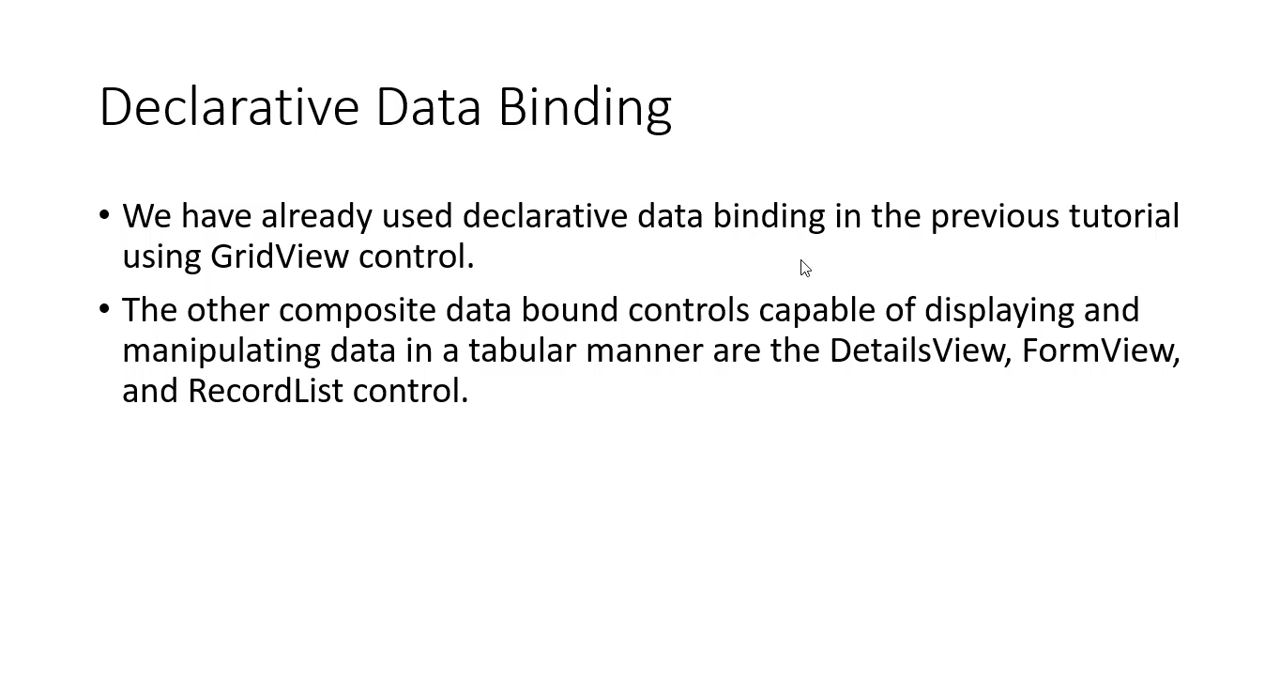 Declarative Data Binding
• We have already used declarative data binding in the previous tutorial
using GridView control.
• The other composite data bound controls capable of displaying and
manipulating data in a tabular manner are the DetailsView, FormView,
and RecordList control.